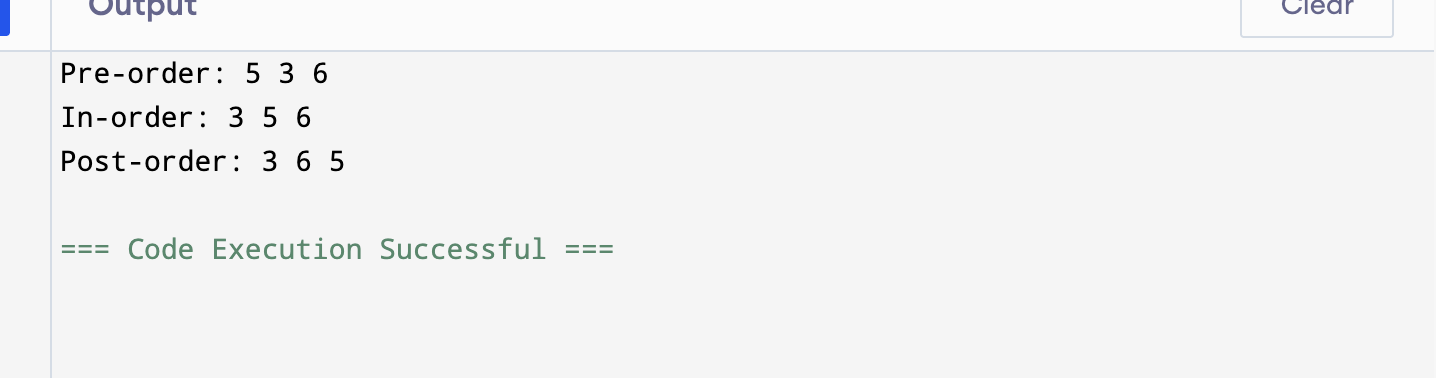 Output
Clear
Pre-order: 5 3 6
In-order: 3 5 6
Post-order: 3 6 5
=== Code Execution Successful ===